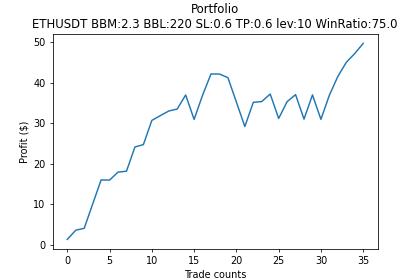 Portfolio
ETHUSDT BBM:2.3 BBL:220 SL:0.6 TP:0.6 lev:10 WinRatio:75.0
50
40
30
20
10
0
Profit ($)
0 5 10 15 20 25 30 35
Trade counts